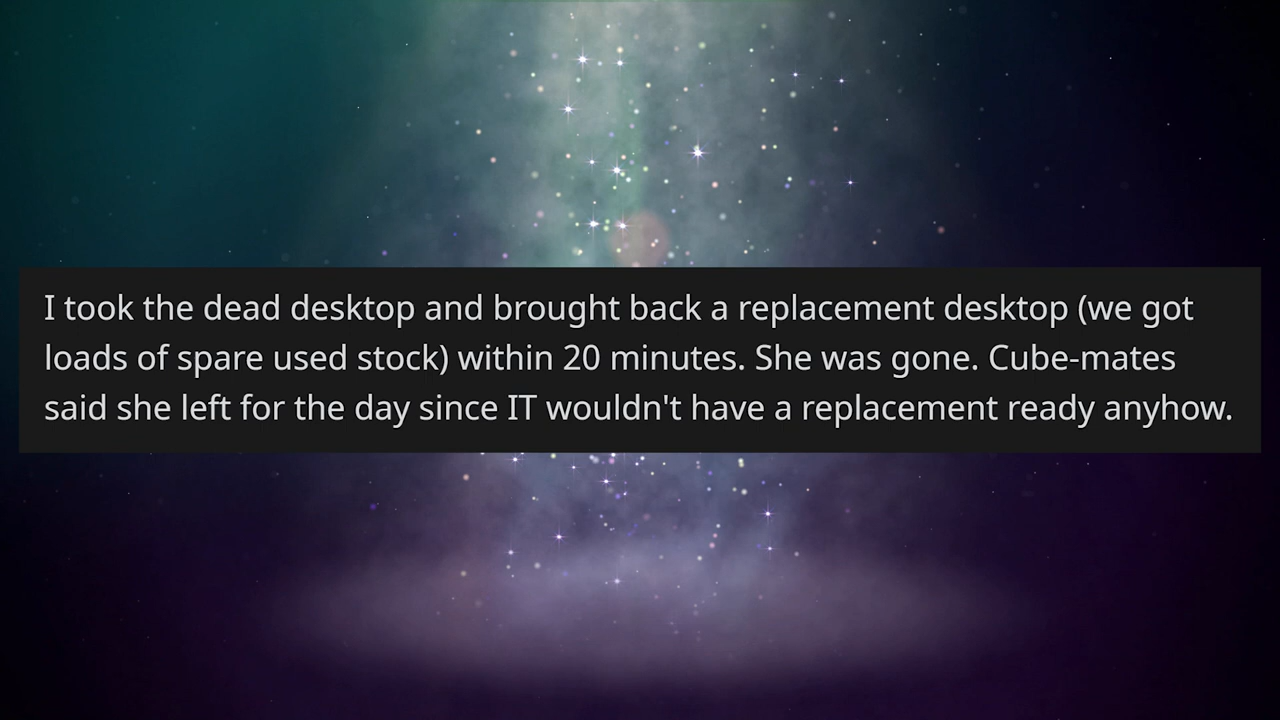 I took the dead desktop and brought back a replacement desktop (we got
loads of spare used stock) within 20 minutes. She was gone. Cube-mates
said she left for the day since IT wouldn't have a replacement ready anyhow.